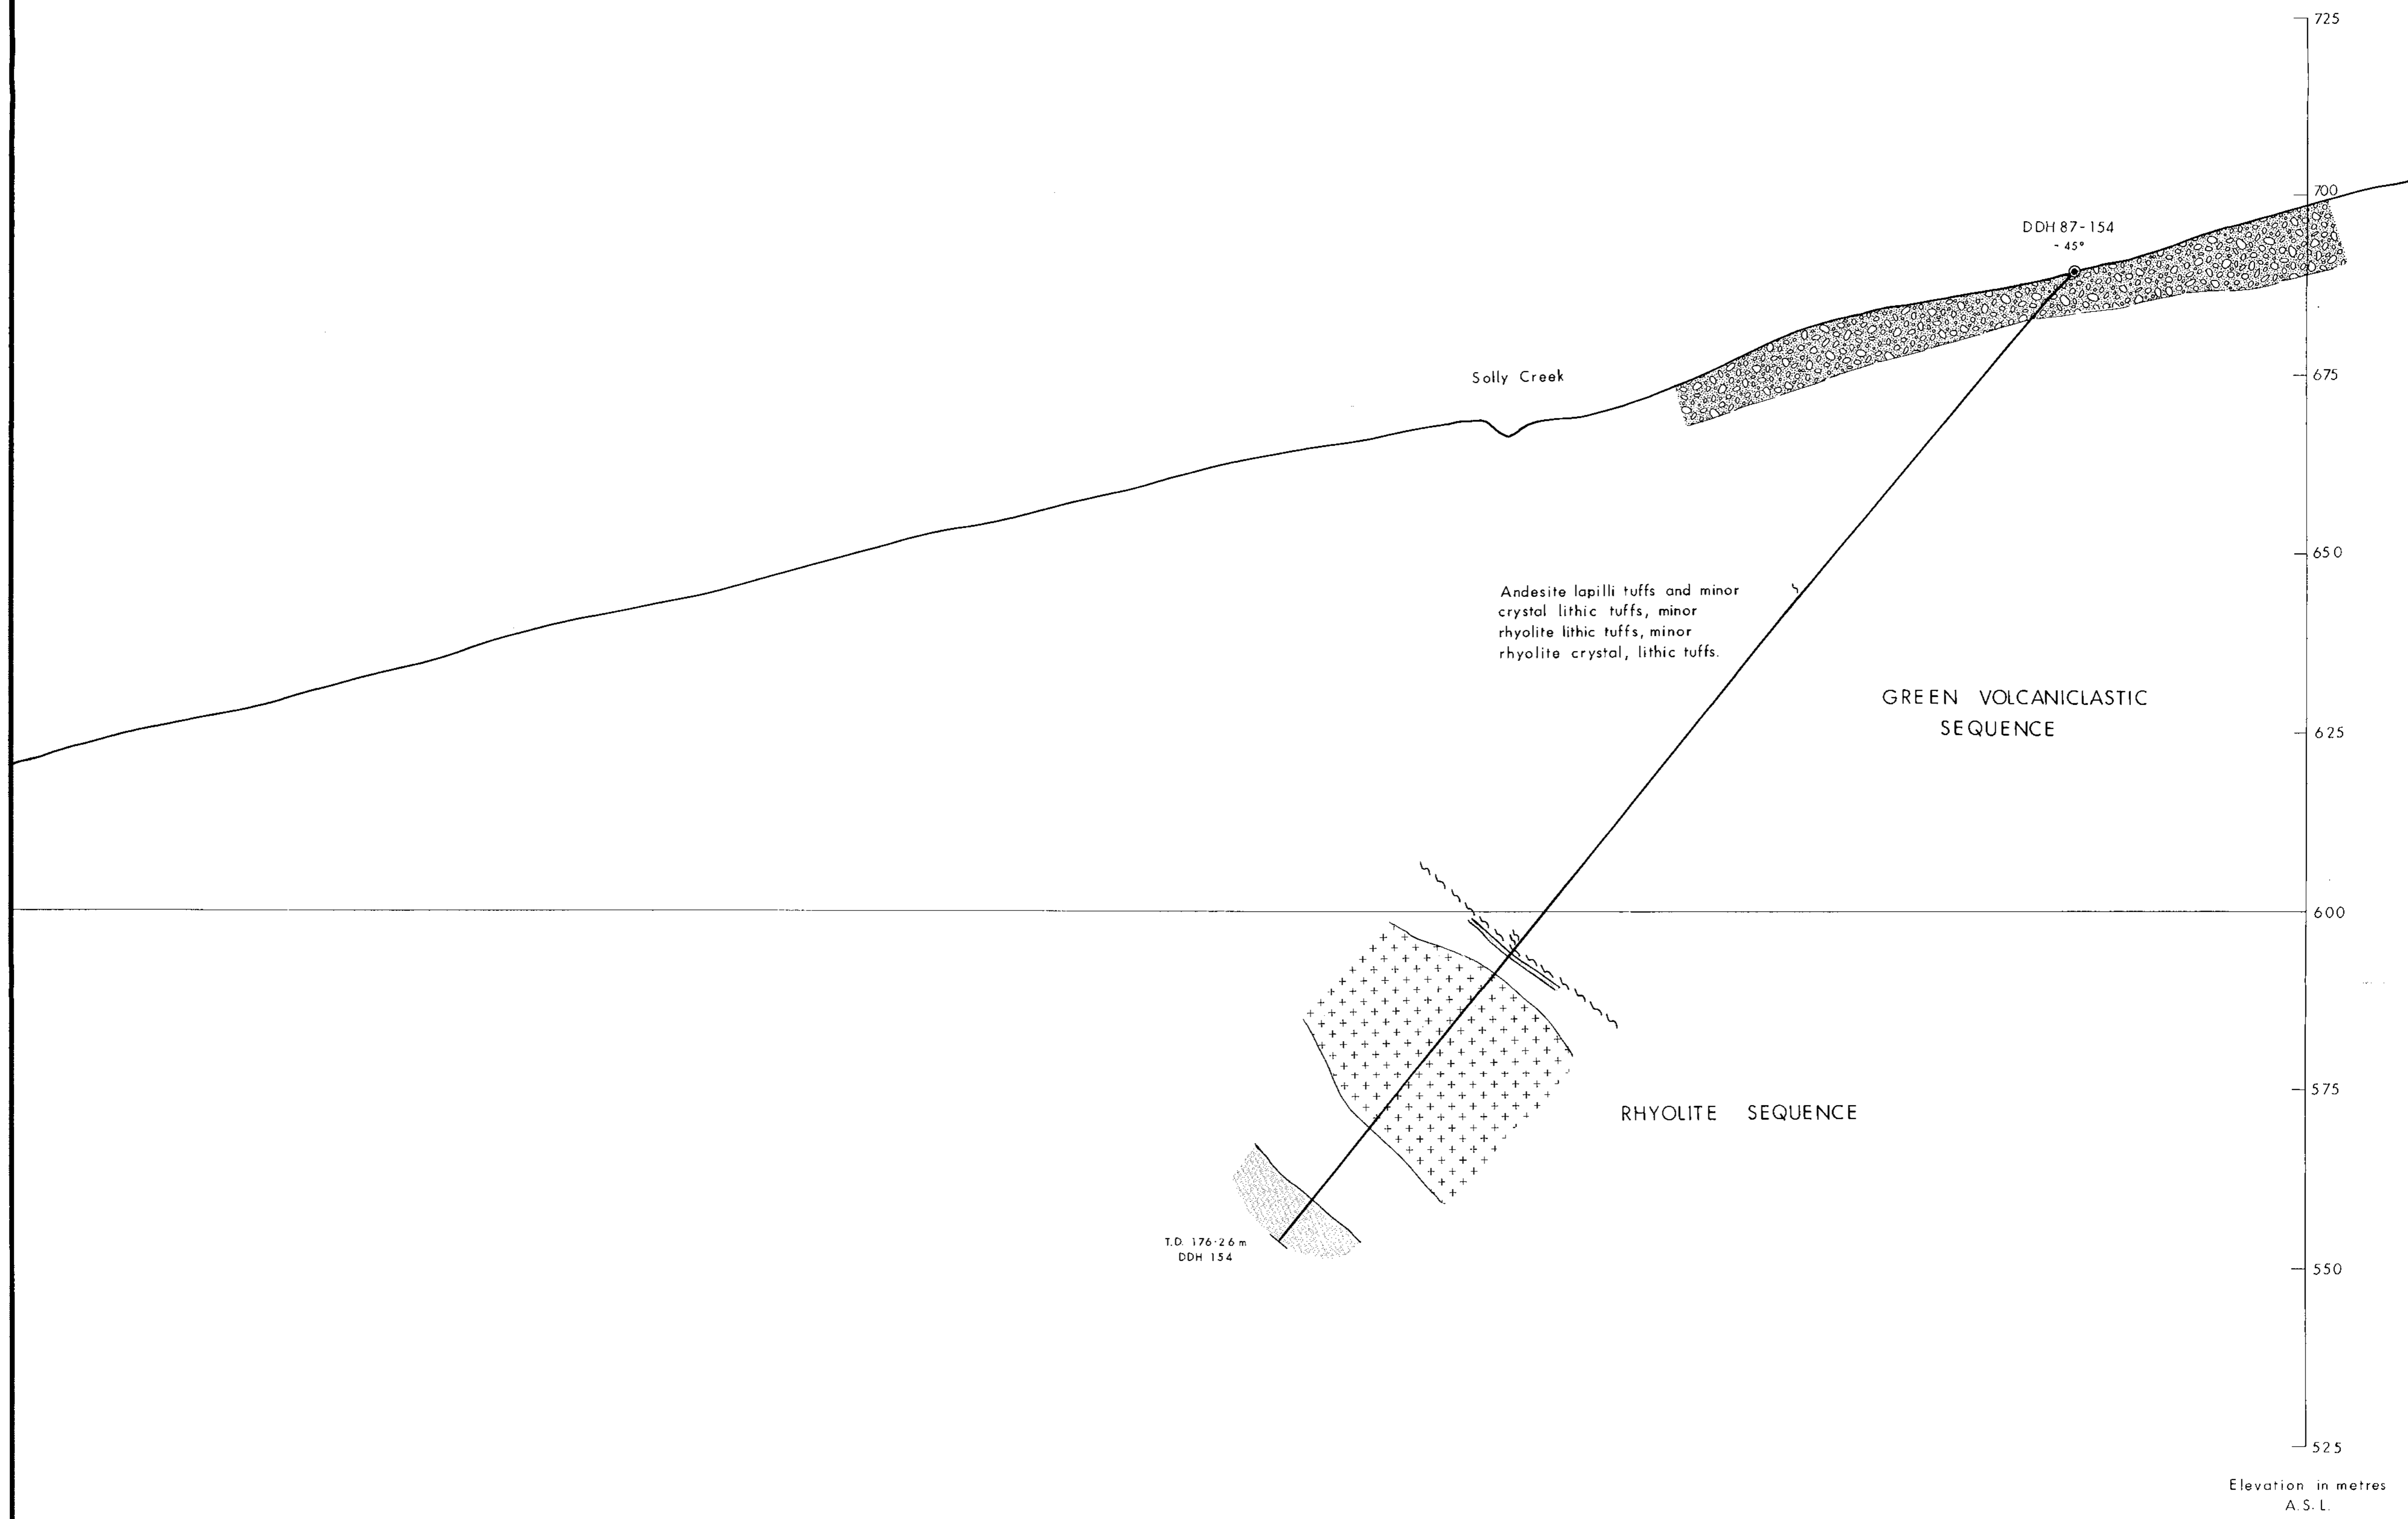 725
700
DDH 87-154
- 45°
675
Solly Creek
650
Andesite lapilli tuffs and minor
crystal lithic tuffs, minor
rhyolite lithic tuffs, minor
rhyolite crystal, lithic tuffs.
GREEN VOLCANICLASTIC
SEQUENCE
625
600
575
RHYOLITE SEQUENCE
T.D. 176·26 m
DDH 154
550
525
Elevation in metres
A.S.L.